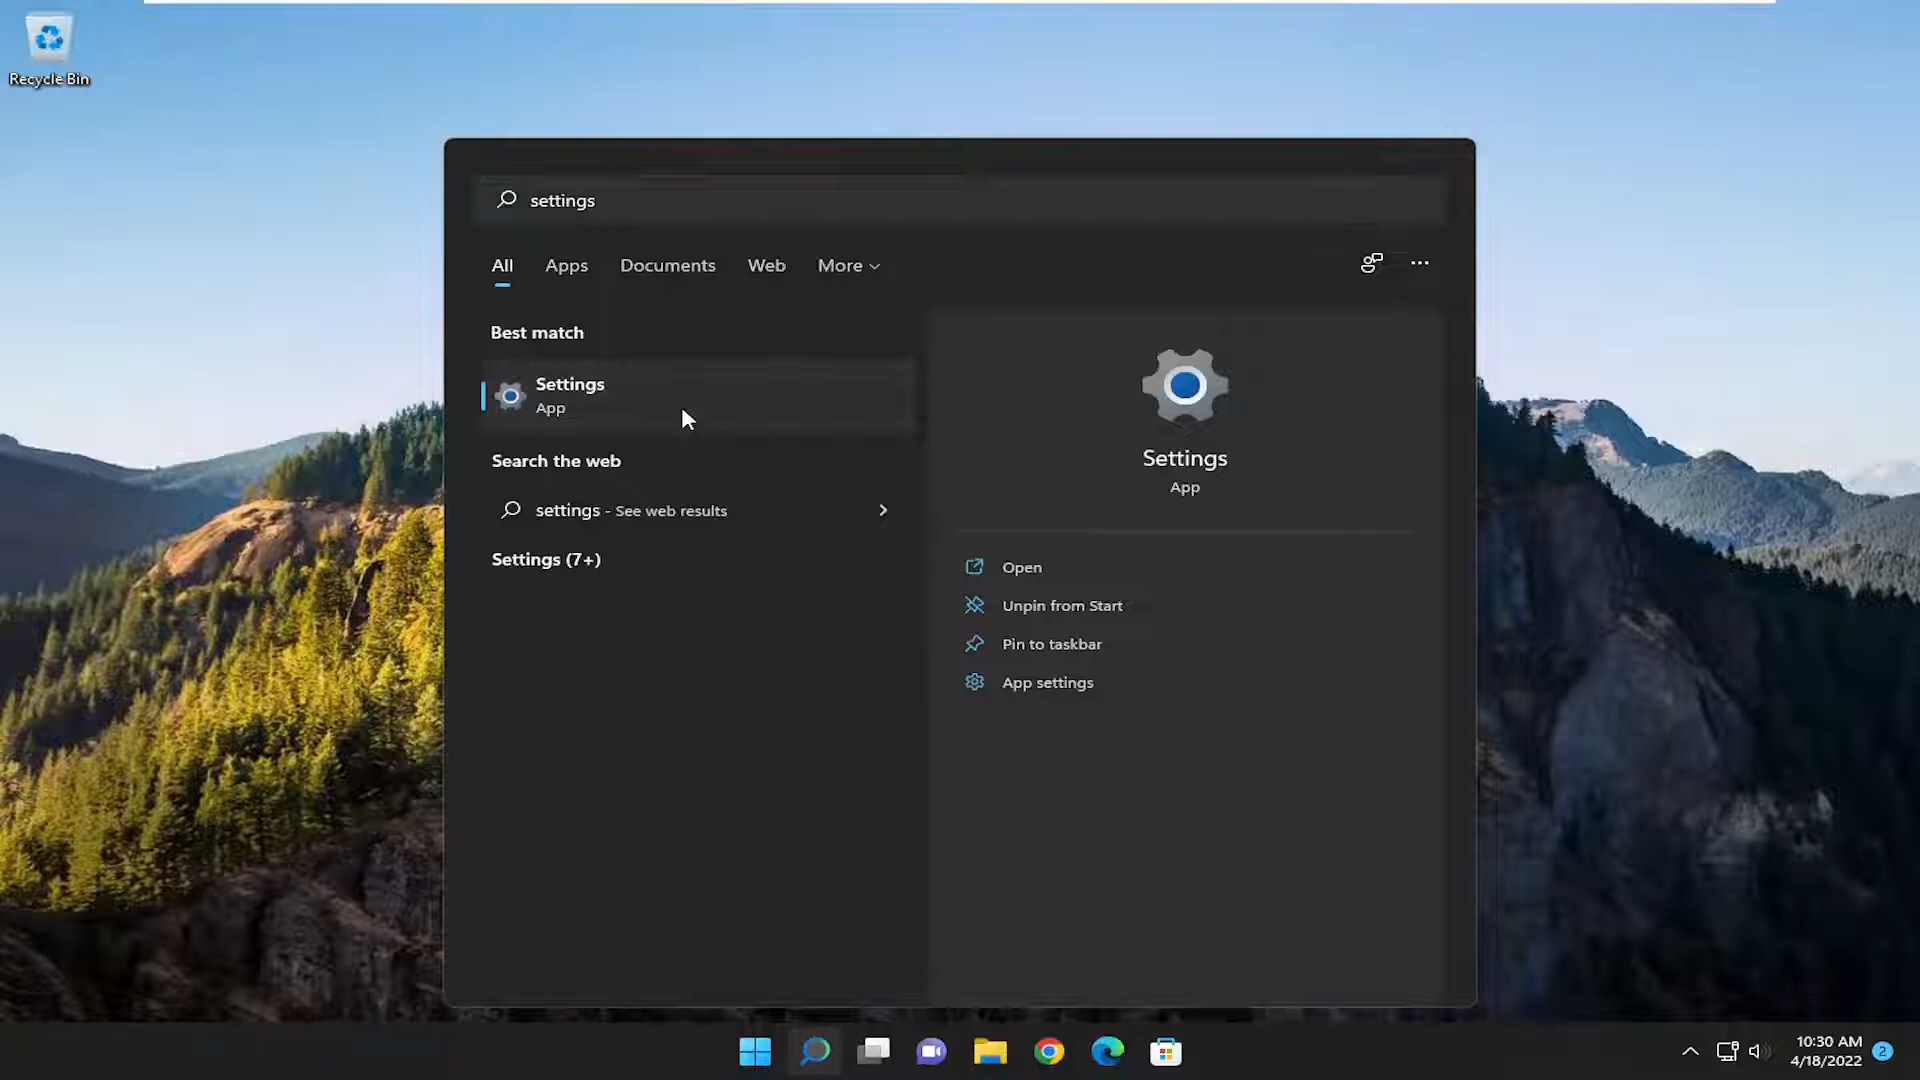 Recycle Bin
settings
All Apps Documents Web More
Best match
Settings
App
Search the web
settings - See web results
Settings (7+)
Settings
App
Open
Unpin from Start
Pin to taskbar
App settings
10:30 AM
4/18/2022
2